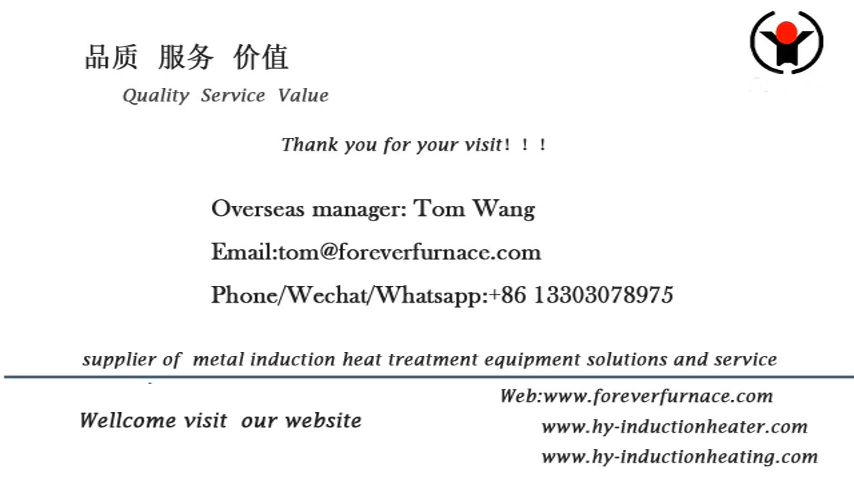 品质 服务 价值
Quality Service Value
Thank you for your visit！！！
Overseas manager: Tom Wang
Email:tom@foreverfurnace.com
Phone/Wechat/Whatsapp:+86 13303078975
supplier of metal induction heat treatment equipment solutions and service
Wellcome visit our website
Web:www.foreverfurnace.com
www.hy-inductionheater.com
www.hy-inductionheating.com